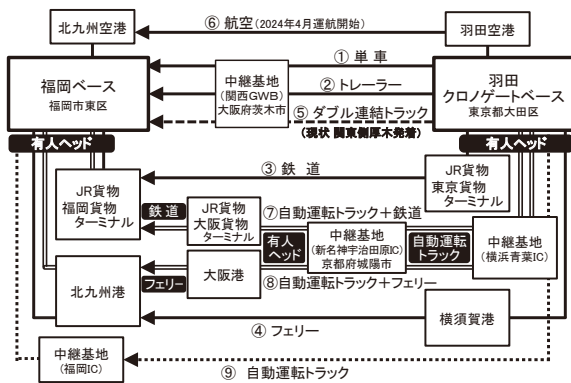 ⑥ 航空(2024年4月運航開始)
北九州空港
羽田空港
① 単 車
福岡ベース
福岡市東区
中継基地
(関西GWB)
大阪府茨木市
② トレーラー
羽田
クロノゲートベース
東京都大田区
⑤ ダブル連結トラック
(現状 関東側厚木発着)
有人ヘッド
有人ヘッド
③ 鉄 道
JR貨物
福岡貨物
ターミナル
JR貨物
東京貨物
ターミナル
鉄道
JR貨物
大阪貨物
ターミナル
⑦自動運転トラック+鉄道
有人
ヘッド
中継基地
(新名神宇治田原IC)
京都府城陽市
自動運転
トラック
中継基地
(横浜青葉IC)
北九州港
フェリー
大阪港
⑧自動運転トラック+フェリー
④ フェリー
横須賀港
中継基地
(福岡IC)
⑨ 自動運転トラック